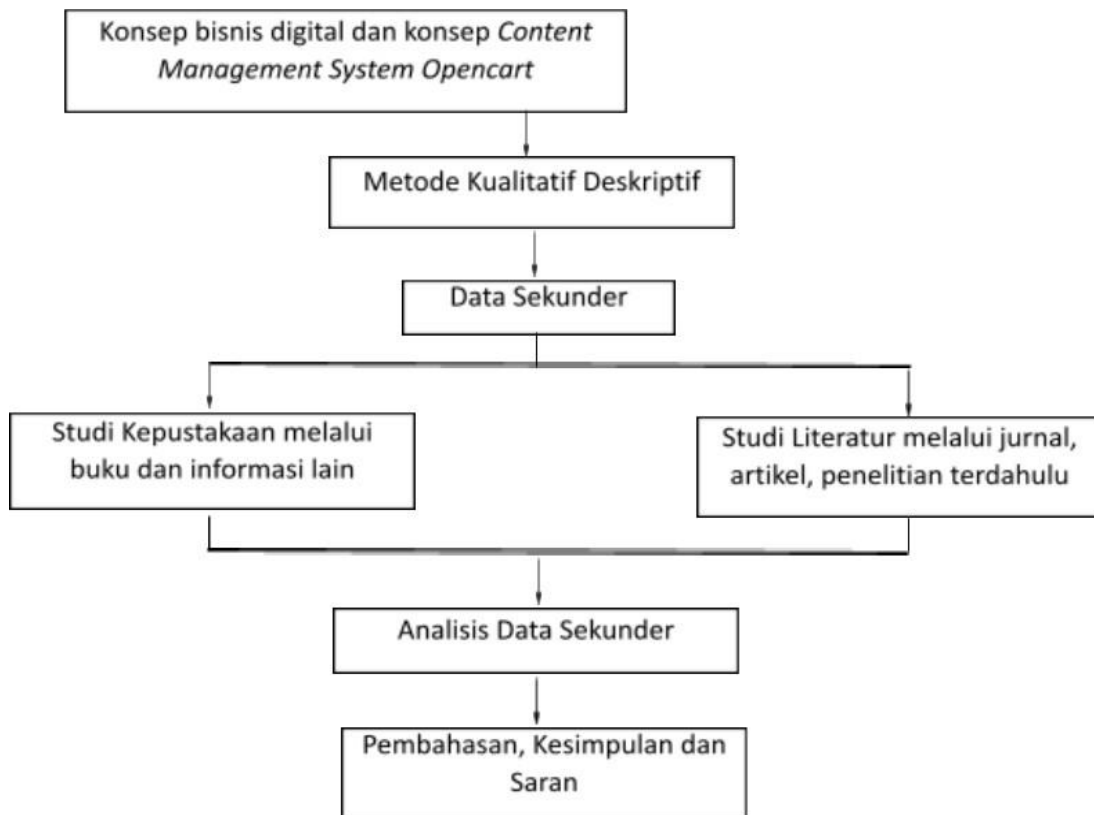 Konsep bisnis digital dan konsep Content
Management System Opencart
Metode Kualitatif Deskriptif
Data Sekunder
Studi Kepustakaan melalui
buku dan informasi lain
Studi Literatur melalui jurnal,
artikel, penelitian terdahulu
Analisis Data Sekunder
Pembahasan, Kesimpulan dan
Saran